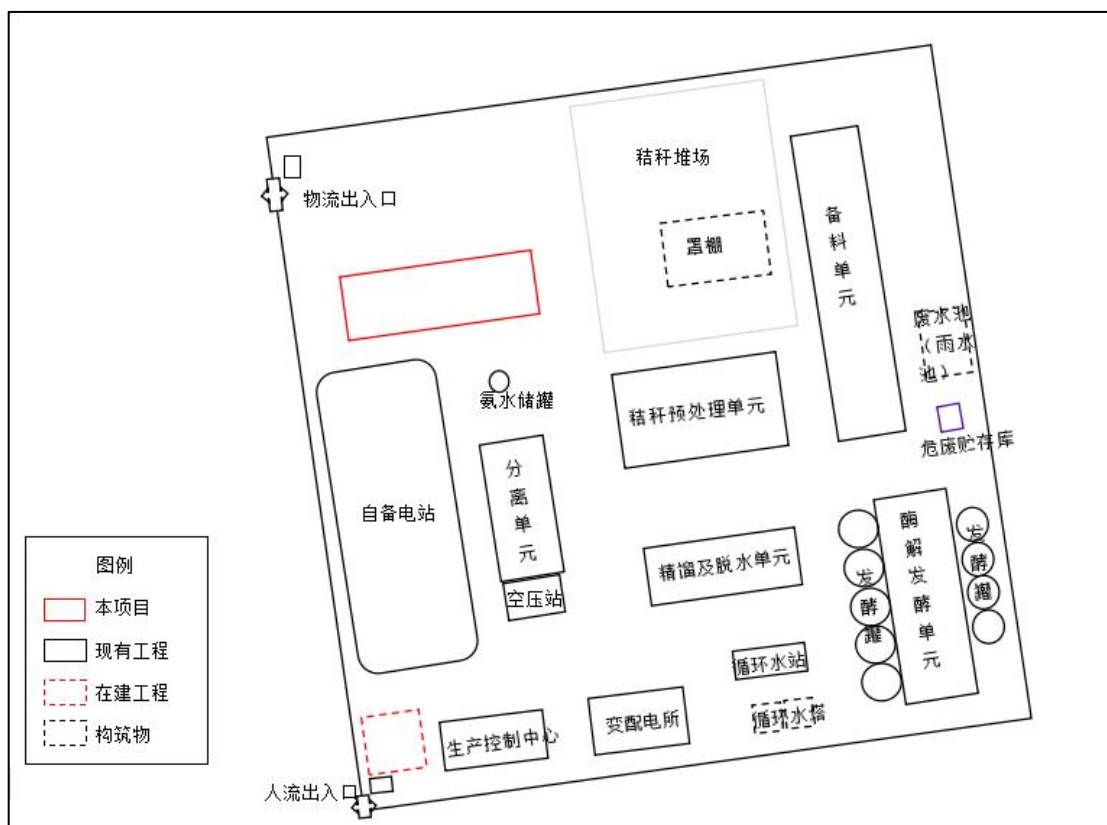 秸秆堆场
物流出入口
罩棚
备料单元
废水池
（雨水
池）
氨水储罐
秸秆预处理单元
危废贮存库
自备电站
分离单元
空压站
精馏及脱水单元
酶解发酵单元
发酵罐
发酵罐
循环水站
循环水塔
变配电所
生产控制中心
人流出入口
图例
本项目
现有工程
在建工程
构筑物